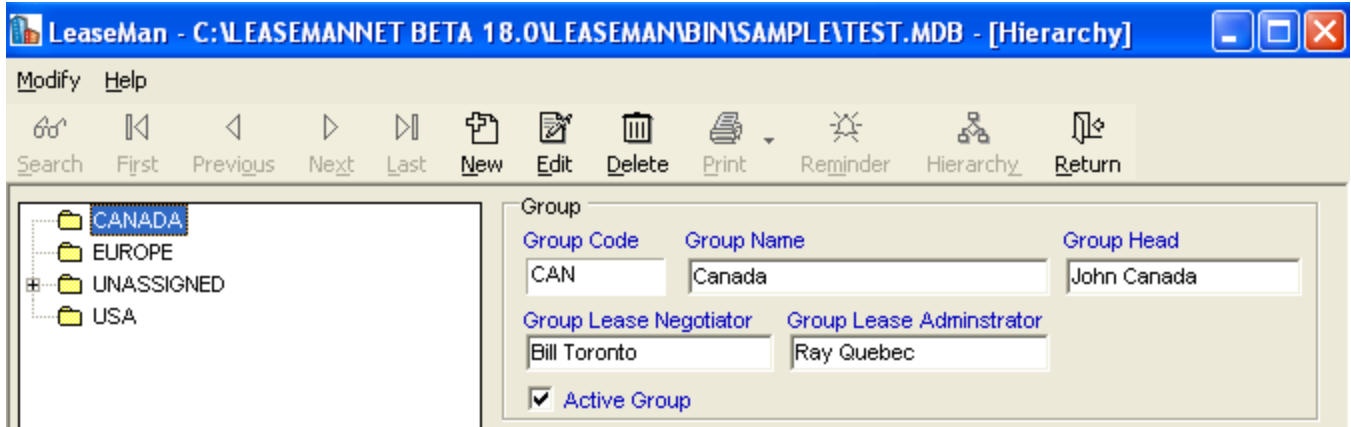 LeaseMan - C:\LEASEMANNET BETA 18.0\LEASEMAN\BIN\SAMPLE\TEST.MDB - [Hierarchy]
Modify Help
Search First Previous Next Last New Edit Delete Print Reminder Hierarchy Return
CANADA
EUROPE
UNASSIGNED
USA
Group
Group Code Group Name Group Head
CAN Canada John Canada
Group Lease Negotiator Group Lease Adminstrator
Bill Toronto Ray Quebec
Active Group